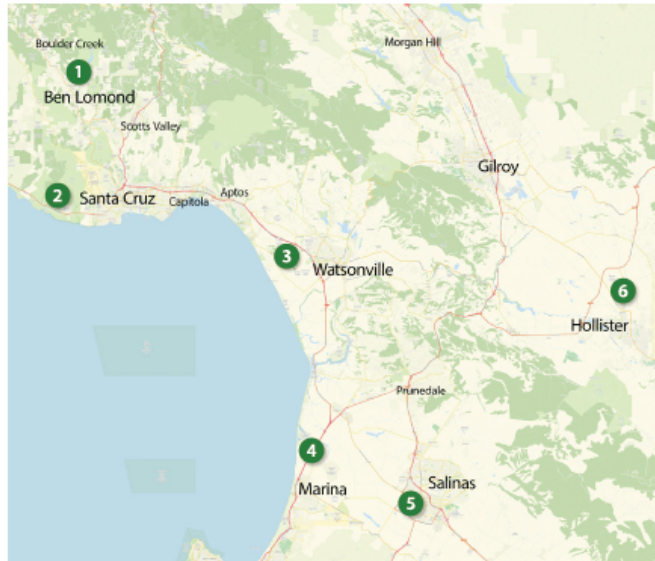 Morgan Hill
Boulder Creek
1
Ben Lomond
Scotts Valley
Gilroy
2
Santa Cruz
Aptos
Capitola
3
Watsonville
6
Hollister
Prunedale
4
Salinas
Marina
5